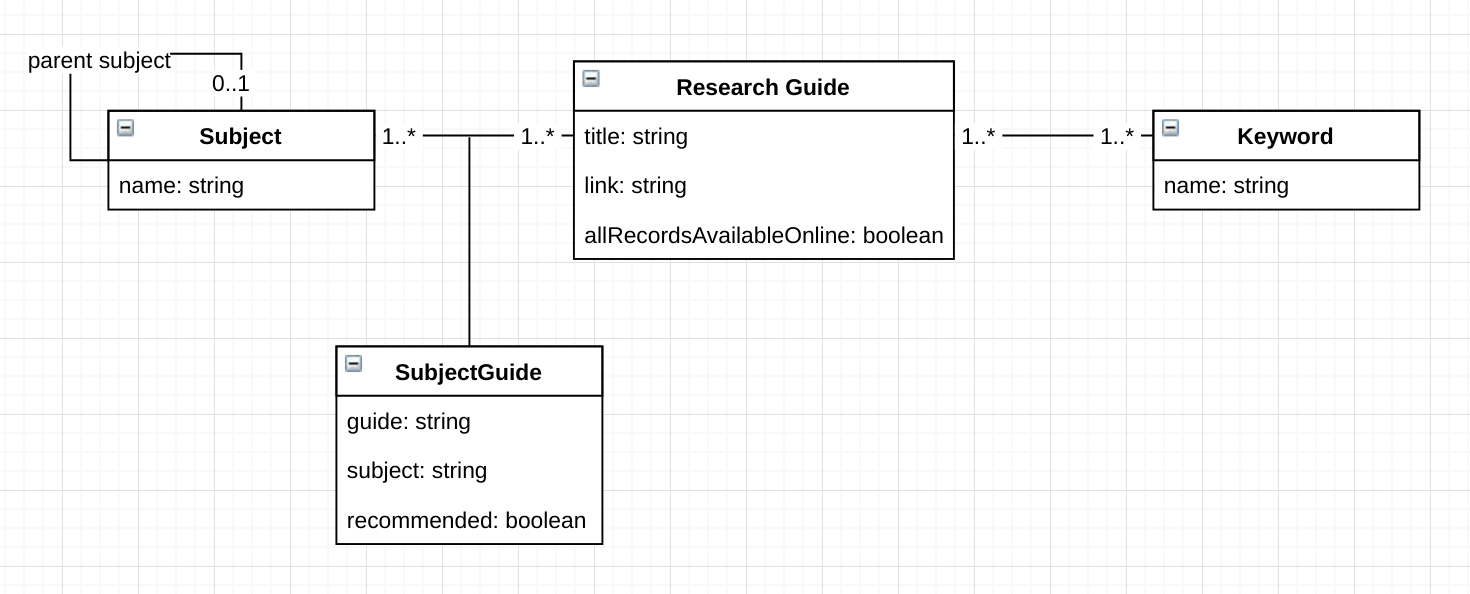 parent subject
0..1
Subject
name: string
1..*
1..*
Research Guide
title: string
link: string
allRecordsAvailableOnline: boolean
1..*
1..*
Keyword
name: string
SubjectGuide
guide: string
subject: string
recommended: boolean